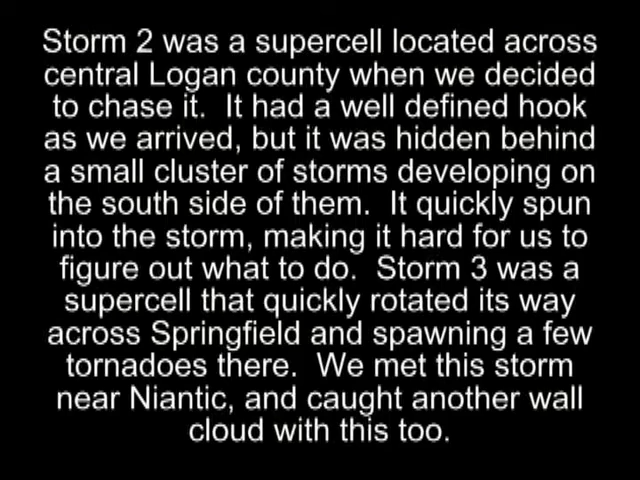 Storm 2 was a supercell located across
central Logan county when we decided
to chase it.  It had a well defined hook
as we arrived, but it was hidden behind
a small cluster of storms developing on
the south side of them.  It quickly spun
into the storm, making it hard for us to
figure out what to do.  Storm 3 was a
supercell that quickly rotated its way
across Springfield and spawning a few
tornadoes there.  We met this storm
near Niantic, and caught another wall
cloud with this too.